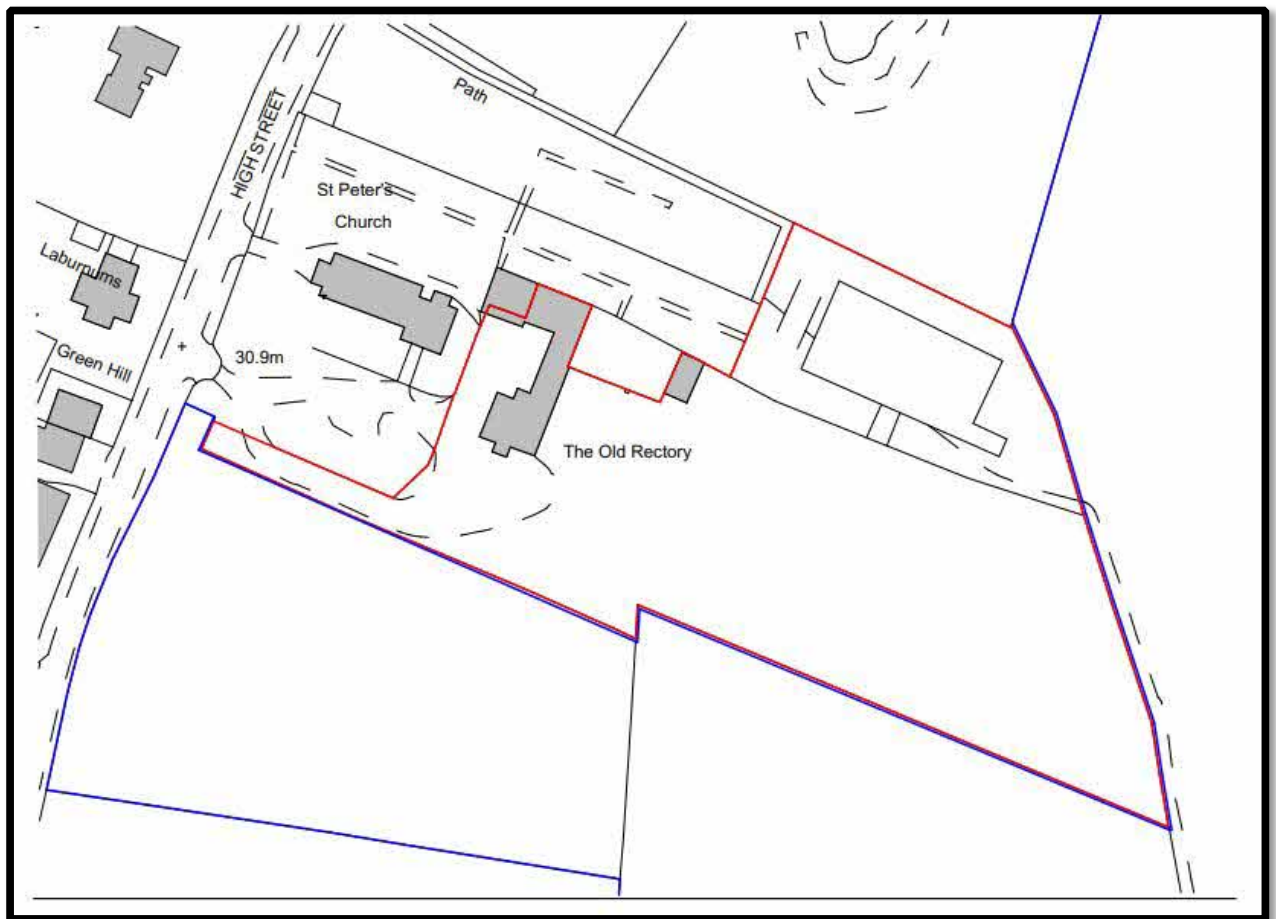 Path
HIGH STREET
St Peter's
Church
Laburnums
Green Hill
30.9m
The Old Rectory